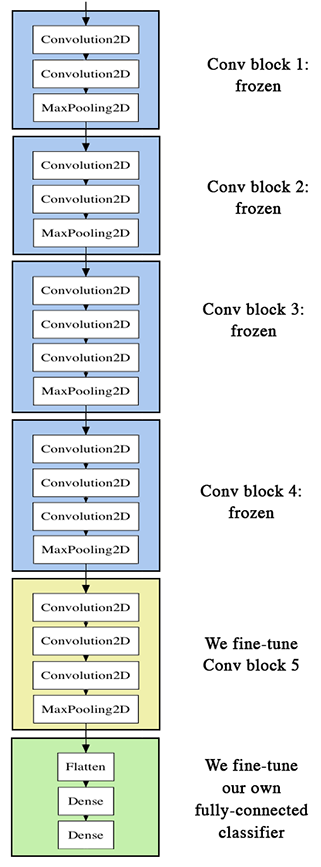 Convolution2D
Convolution2D
MaxPooling2D
Conv block 1:
frozen
Convolution2D
Convolution2D
MaxPooling2D
Conv block 2:
frozen
Convolution2D
Convolution2D
Convolution2D
MaxPooling2D
Conv block 3:
frozen
Convolution2D
Convolution2D
Convolution2D
MaxPooling2D
Conv block 4:
frozen
Convolution2D
Convolution2D
Convolution2D
MaxPooling2D
We fine-tune
Conv block 5
Flatten
Dense
Dense
We fine-tune
our own
fully-connected
classifier